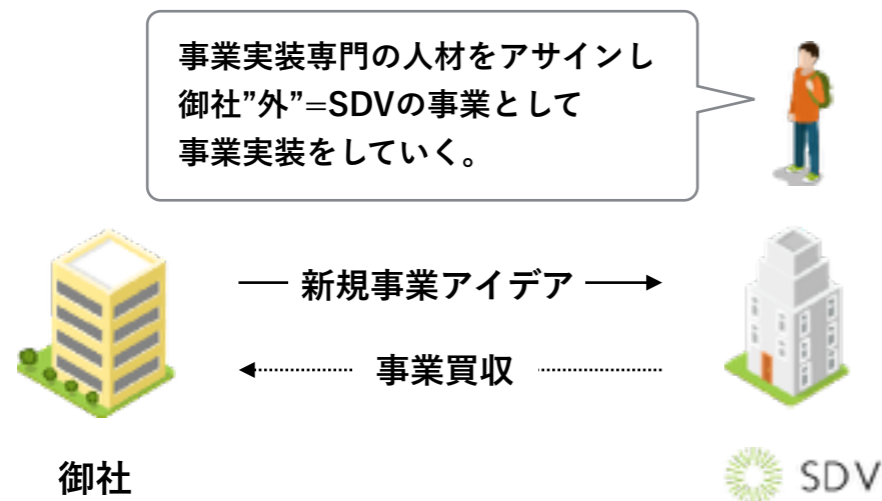 事業実装専門の人材をアサインし
御社”外”=SDVの事業として
事業実装をしていく。
新規事業アイデア
事業買収
御社
SDV